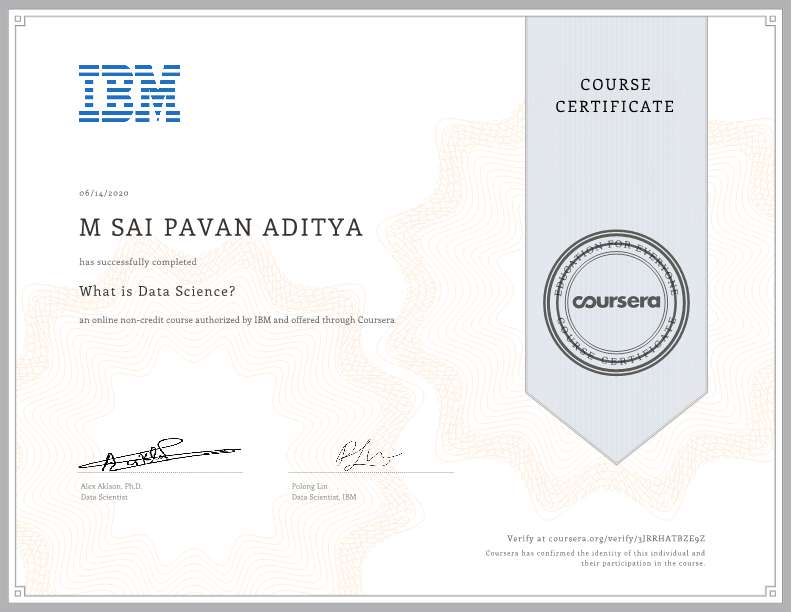 IBM
COURSE
CERTIFICATE
06/14/2020
M SAI PAVAN ADITYA
has successfully completed
What is Data Science?
an online non-credit course authorized by IBM and offered through Coursera
EDUCATION FOR EVERYONE
coursera
COURSE CERTIFICATE
Alex Aklson, Ph.D.
Data Scientist
Polong Lin
Data Scientist, IBM
Verify at coursera.org/verify/3JRRHATBZE9Z
Coursera has confirmed the identity of this individual and
their participation in the course.